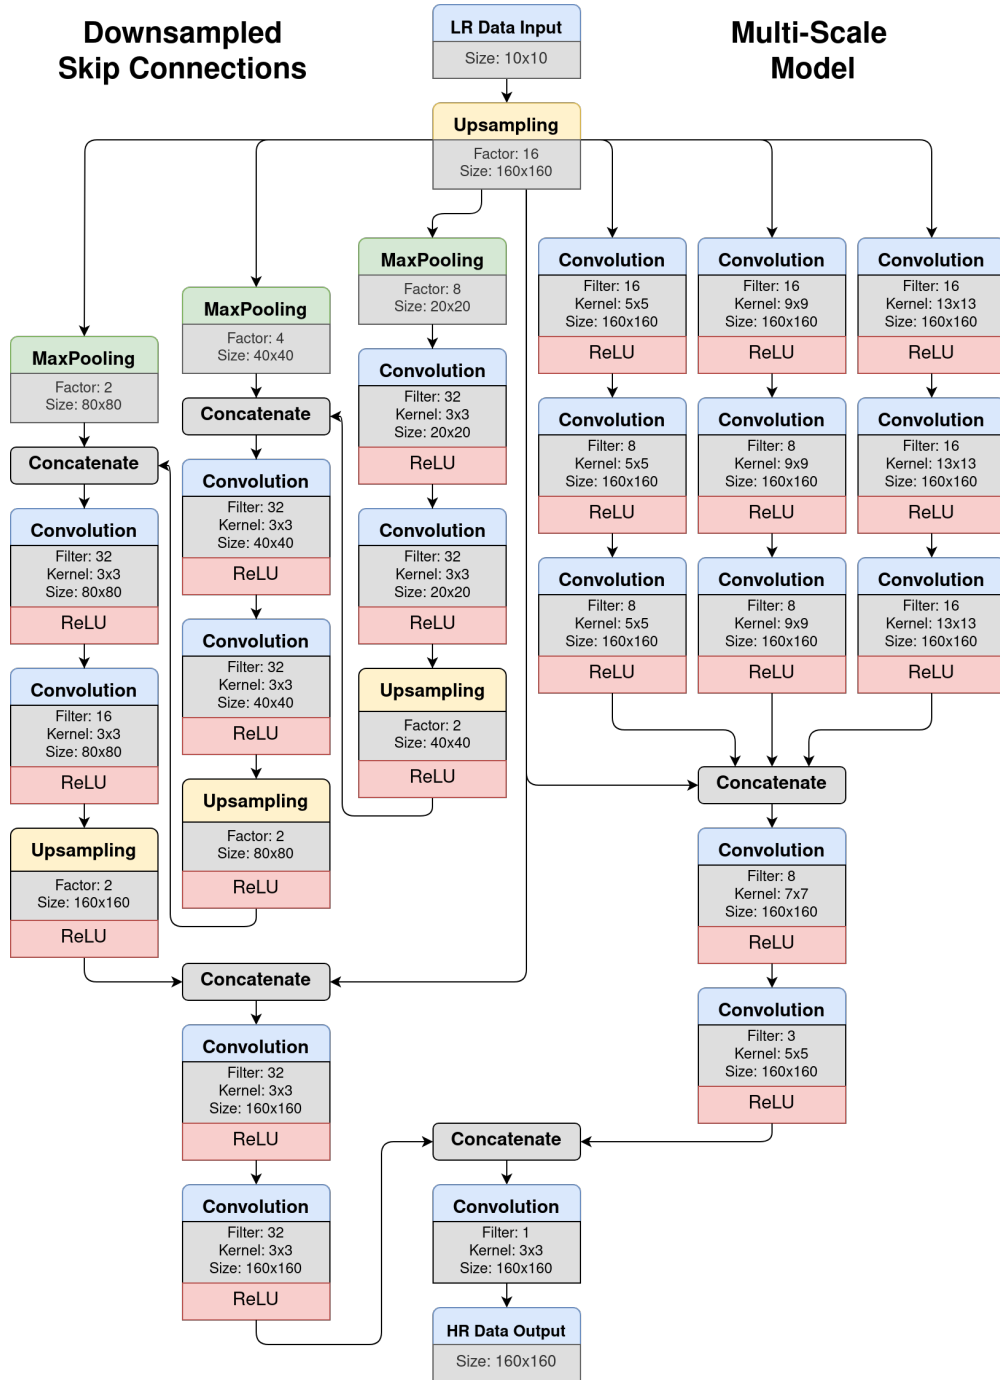 Downsampled
Skip Connections
LR Data Input
Size: 10x10
Multi-Scale
Model
Upsampling
Factor: 16
Size: 160x160
MaxPooling
Factor: 2
Size: 80x80
Concatenate
Convolution
Filter: 32
Kernel: 3x3
Size: 80x80
ReLU
Convolution
Filter: 16
Kernel: 3x3
Size: 80x80
ReLU
Upsampling
Factor: 2
Size: 160x160
ReLU
MaxPooling
Factor: 4
Size: 40x40
Concatenate
Convolution
Filter: 32
Kernel: 3x3
Size: 40x40
ReLU
Convolution
Filter: 32
Kernel: 3x3
Size: 40x40
ReLU
Upsampling
Factor: 2
Size: 80x80
ReLU
MaxPooling
Factor: 8
Size: 20x20
Convolution
Filter: 32
Kernel: 3x3
Size: 20x20
ReLU
Convolution
Filter: 32
Kernel: 3x3
Size: 20x20
ReLU
Upsampling
Factor: 2
Size: 40x40
ReLU
Convolution
Filter: 16
Kernel: 5x5
Size: 160x160
ReLU
Convolution
Filter: 8
Kernel: 5x5
Size: 160x160
ReLU
Convolution
Filter: 8
Kernel: 5x5
Size: 160x160
ReLU
Convolution
Filter: 16
Kernel: 9x9
Size: 160x160
ReLU
Convolution
Filter: 8
Kernel: 9x9
Size: 160x160
ReLU
Convolution
Filter: 8
Kernel: 9x9
Size: 160x160
ReLU
Convolution
Filter: 16
Kernel: 13x13
Size: 160x160
ReLU
Convolution
Filter: 16
Kernel: 13x13
Size: 160x160
ReLU
Convolution
Filter: 16
Kernel: 13x13
Size: 160x160
ReLU
Concatenate
Convolution
Filter: 8
Kernel: 7x7
Size: 160x160
ReLU
Convolution
Filter: 3
Kernel: 5x5
Size: 160x160
ReLU
Concatenate
Convolution
Filter: 32
Kernel: 3x3
Size: 160x160
ReLU
Convolution
Filter: 32
Kernel: 3x3
Size: 160x160
ReLU
Concatenate
Convolution
Filter: 1
Kernel: 3x3
Size: 160x160
HR Data Output
Size: 160x160